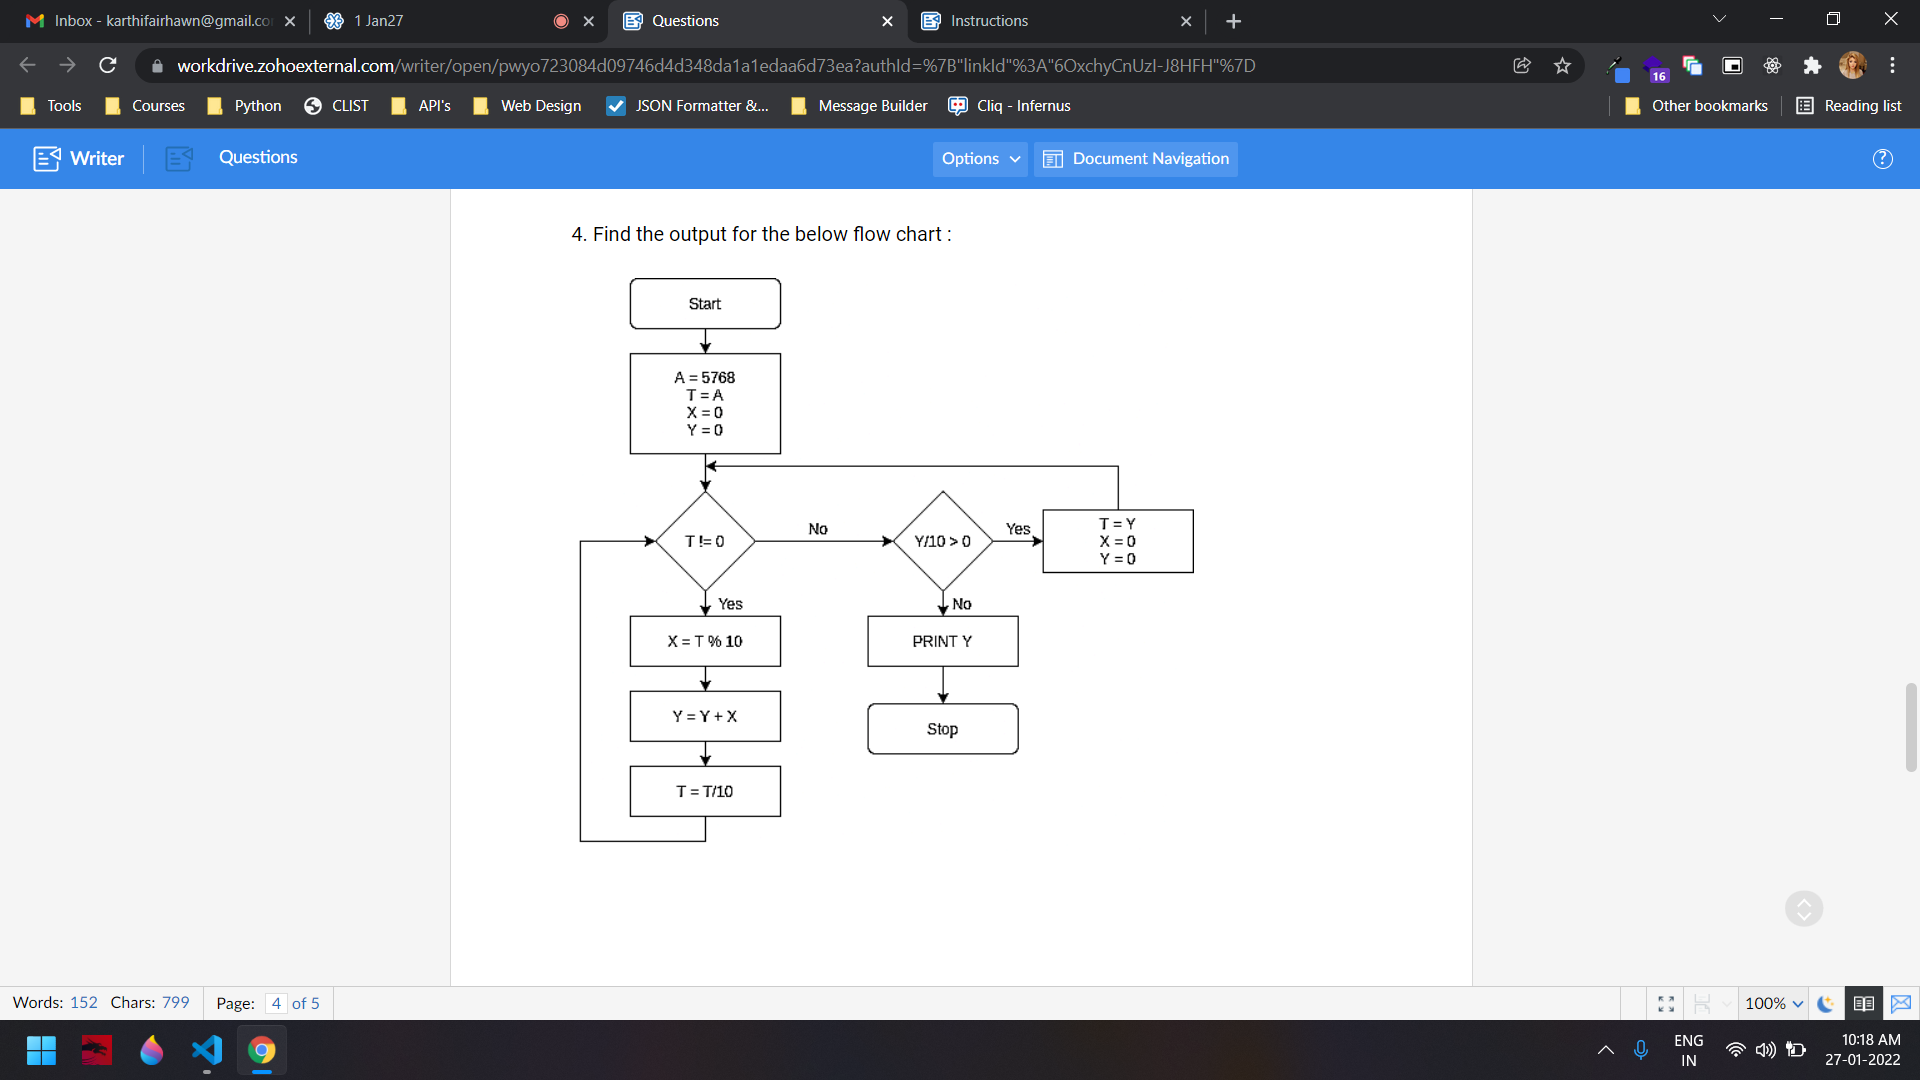 Inbox - karthifairhawn@gmail.co
1 Jan27
Questions
Instructions
workdrive.zohoexternal.com/writer/open/pwyo723084d09746d4d348da1a1edaa6d73ea?authId=%7B"linkId"%3A"6OxchyCnUzI-J8HFH"%7D
16
Tools
Courses
Python
CLIST
API's
Web Design
JSON Formatter &...
Message Builder
Cliq - Infernus
Other bookmarks
Reading list
Writer
Questions
Options
Document Navigation
4. Find the output for the below flow chart :
Start
A = 5768
T = A
X = 0
Y = 0
T != 0
No
Y/10 > 0
Yes
T = Y
X = 0
Y = 0
Yes
No
X = T % 10
PRINT Y
Y = Y + X
Stop
T = T/10
Words: 152 Chars: 799
Page: 4 of 5
100%
ENG
IN
10:18 AM
27-01-2022